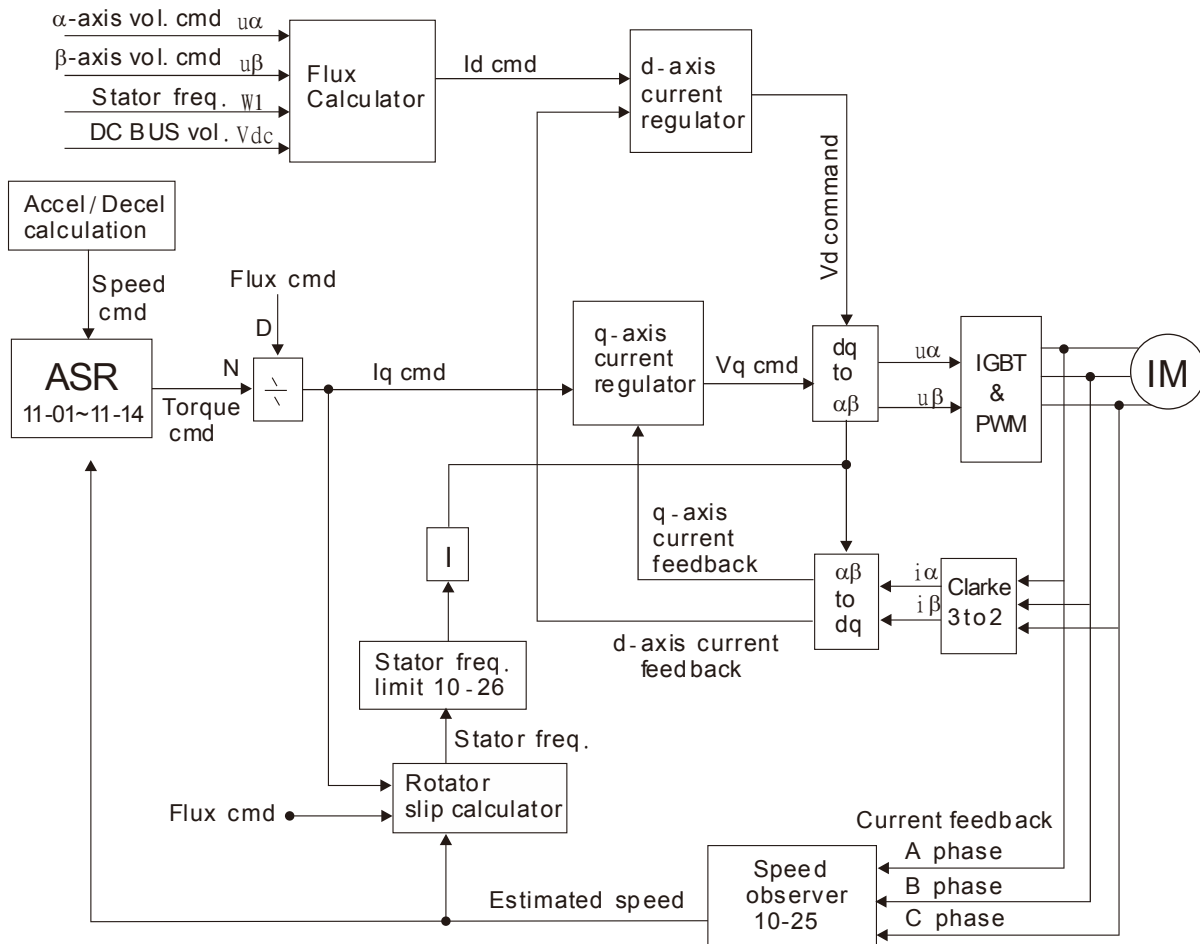 α-axis vol. cmd uα
β-axis vol. cmd uβ
Stator freq. W1
DC BUS vol. Vdc
Flux
Calculator
Id cmd
d-axis
current
regulator
Vd command
Accel/Decel
calculation
Speed
cmd
Flux cmd
D
ASR
11-01~11-14
N
Torque
cmd
÷
Iq cmd
q-axis
current
regulator
Vq cmd
dq
to
αβ
uα
uβ
IGBT
&
PWM
IM
I
q-axis
current
feedback
αβ
to
dq
iα
iβ
Clarke
3to2
d-axis current
feedback
Stator freq.
limit 10-26
Stator freq.
Rotator
slip calculator
Flux cmd
Current feedback
A phase
B phase
C phase
Speed
observer
10-25
Estimated speed